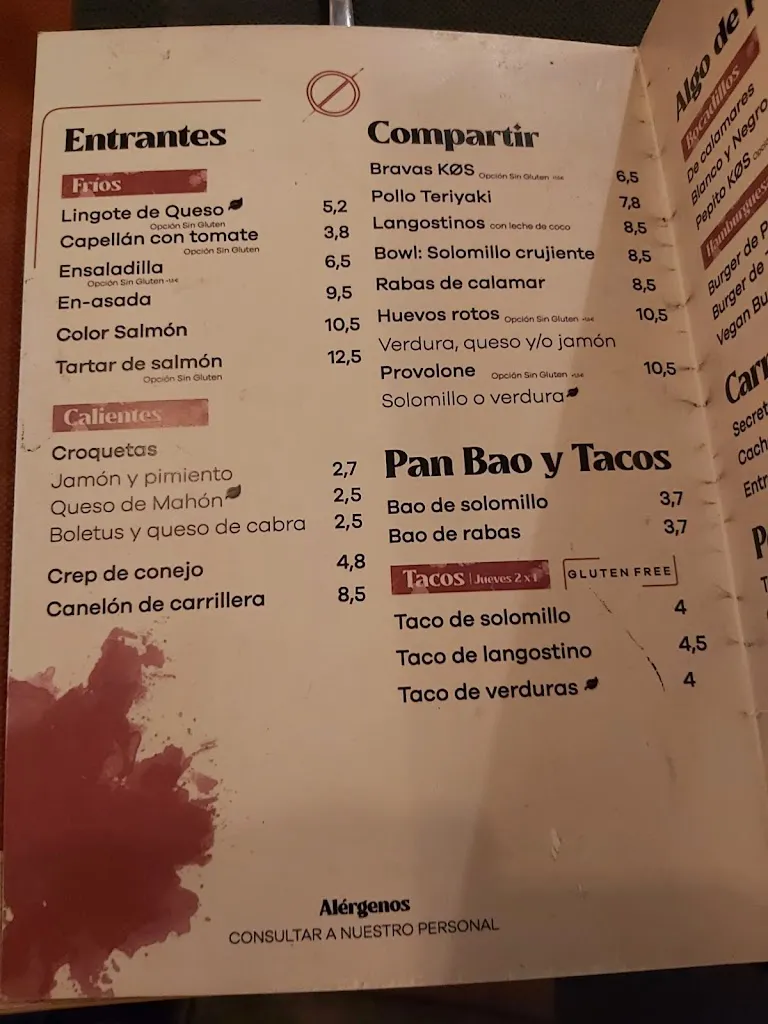 Entrantes
Fríos
Lingote de Queso 5,2
Opción Sin Gluten
Capellán con tomate 3,8
Opción Sin Gluten
Ensaladilla 6,5
Opción Sin Gluten
En-asada 9,5
Color Salmón 10,5
Tartar de salmón 12,5
Opción Sin Gluten
Calientes
Croquetas
Jamón y pimiento 2,7
Queso de Mahón 2,5
Boletus y queso de cabra 2,5
Crep de conejo 4,8
Canelón de carrillera 8,5
Compartir
Bravas KØS Opción Sin Gluten 6,5
Pollo Teriyaki 7,8
Langostinos con leche de coco 8,5
Bowl: Solomillo crujiente 8,5
Rabas de calamar 8,5
Huevos rotos Opción Sin Gluten 10,5
Verdura, queso y/o jamón
Provolone Opción Sin Gluten 10,5
Solomillo o verdura
Pan Bao y Tacos
Bao de solomillo 3,7
Bao de rabas 3,7
Tacos | Jueves 2x1 GLUTEN FREE
Taco de solomillo 4
Taco de langostino 4,5
Taco de verduras 4
Alérgenos
CONSULTAR A NUESTRO PERSONAL
Algo de
Bocadillos
De calamares
Blanco y Negro
Pepito KØS
Hamburguesas
Burger de
Burger de
Vegan